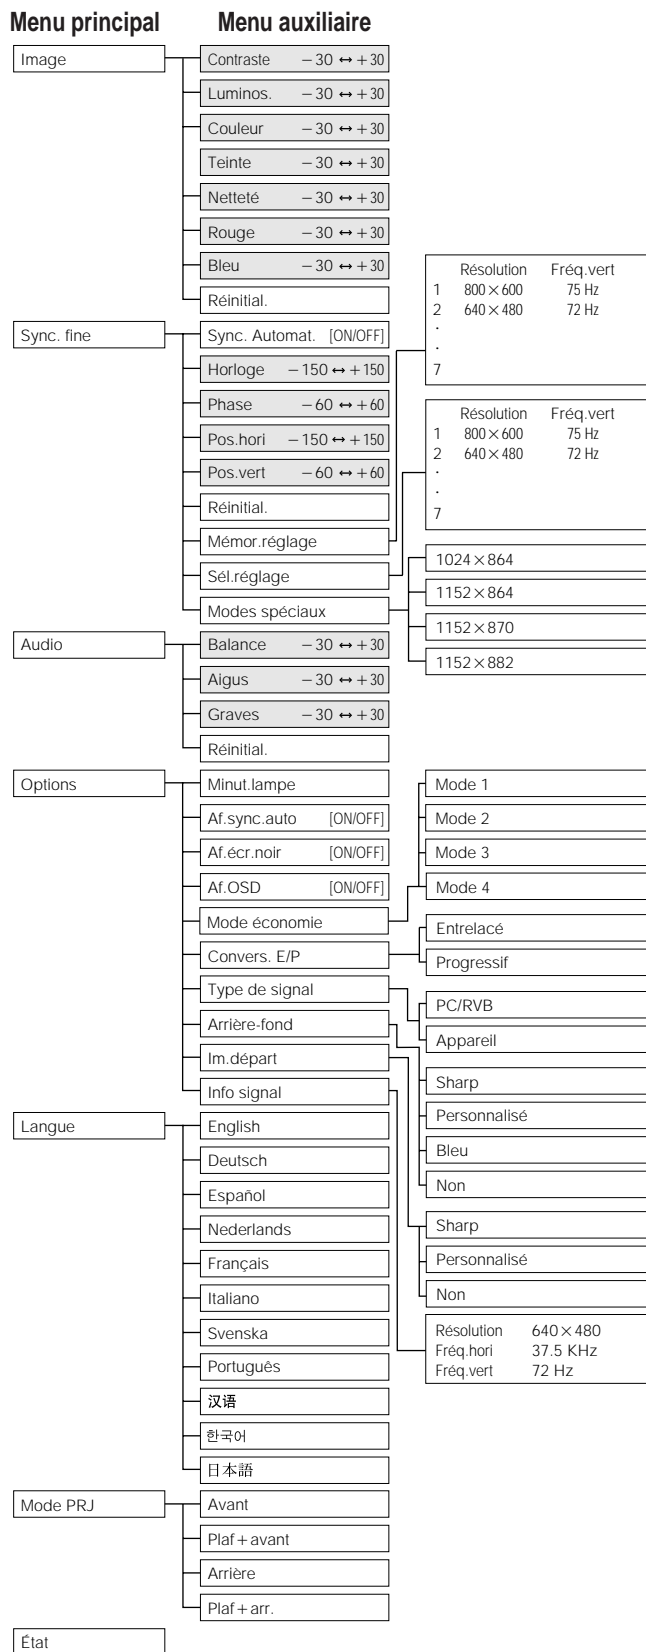 Menu principal Menu auxiliaire
Image
Contraste −30 ↔ +30
Luminos. −30 ↔ +30
Couleur −30 ↔ +30
Teinte −30 ↔ +30
Netteté −30 ↔ +30
Rouge −30 ↔ +30
Bleu −30 ↔ +30
Réinitial.
Sync. fine
Sync. Automat. [ON/OFF]
Horloge −150 ↔ +150
Phase −60 ↔ +60
Pos.hori −150 ↔ +150
Pos.vert −60 ↔ +60
Réinitial.
Mémor.réglage
Résolution Fréq.vert
1 800×600 75 Hz
2 640×480 72 Hz
.
.
7
Sél.réglage
Résolution Fréq.vert
1 800×600 75 Hz
2 640×480 72 Hz
.
.
7
Modes spéciaux
1024×864
1152×864
1152×870
1152×882
Audio
Balance −30 ↔ +30
Aigus −30 ↔ +30
Graves −30 ↔ +30
Réinitial.
Options
Minut.lampe
Af.sync.auto [ON/OFF]
Af.écr.noir [ON/OFF]
Af.OSD [ON/OFF]
Mode économie
Mode 1
Mode 2
Mode 3
Mode 4
Convers. E/P
Entrelacé
Progressif
Type de signal
PC/RVB
Appareil
Arrière-fond
Sharp
Personnalisé
Bleu
Non
Im.départ
Sharp
Personnalisé
Non
Info signal
Résolution 640×480
Fréq.hori 37.5 KHz
Fréq.vert 72 Hz
Langue
English
Deutsch
Español
Nederlands
Français
Italiano
Svenska
Português
汉语
한국어
日本語
Mode PRJ
Avant
Plaf+avant
Arrière
Plaf+arr.
État